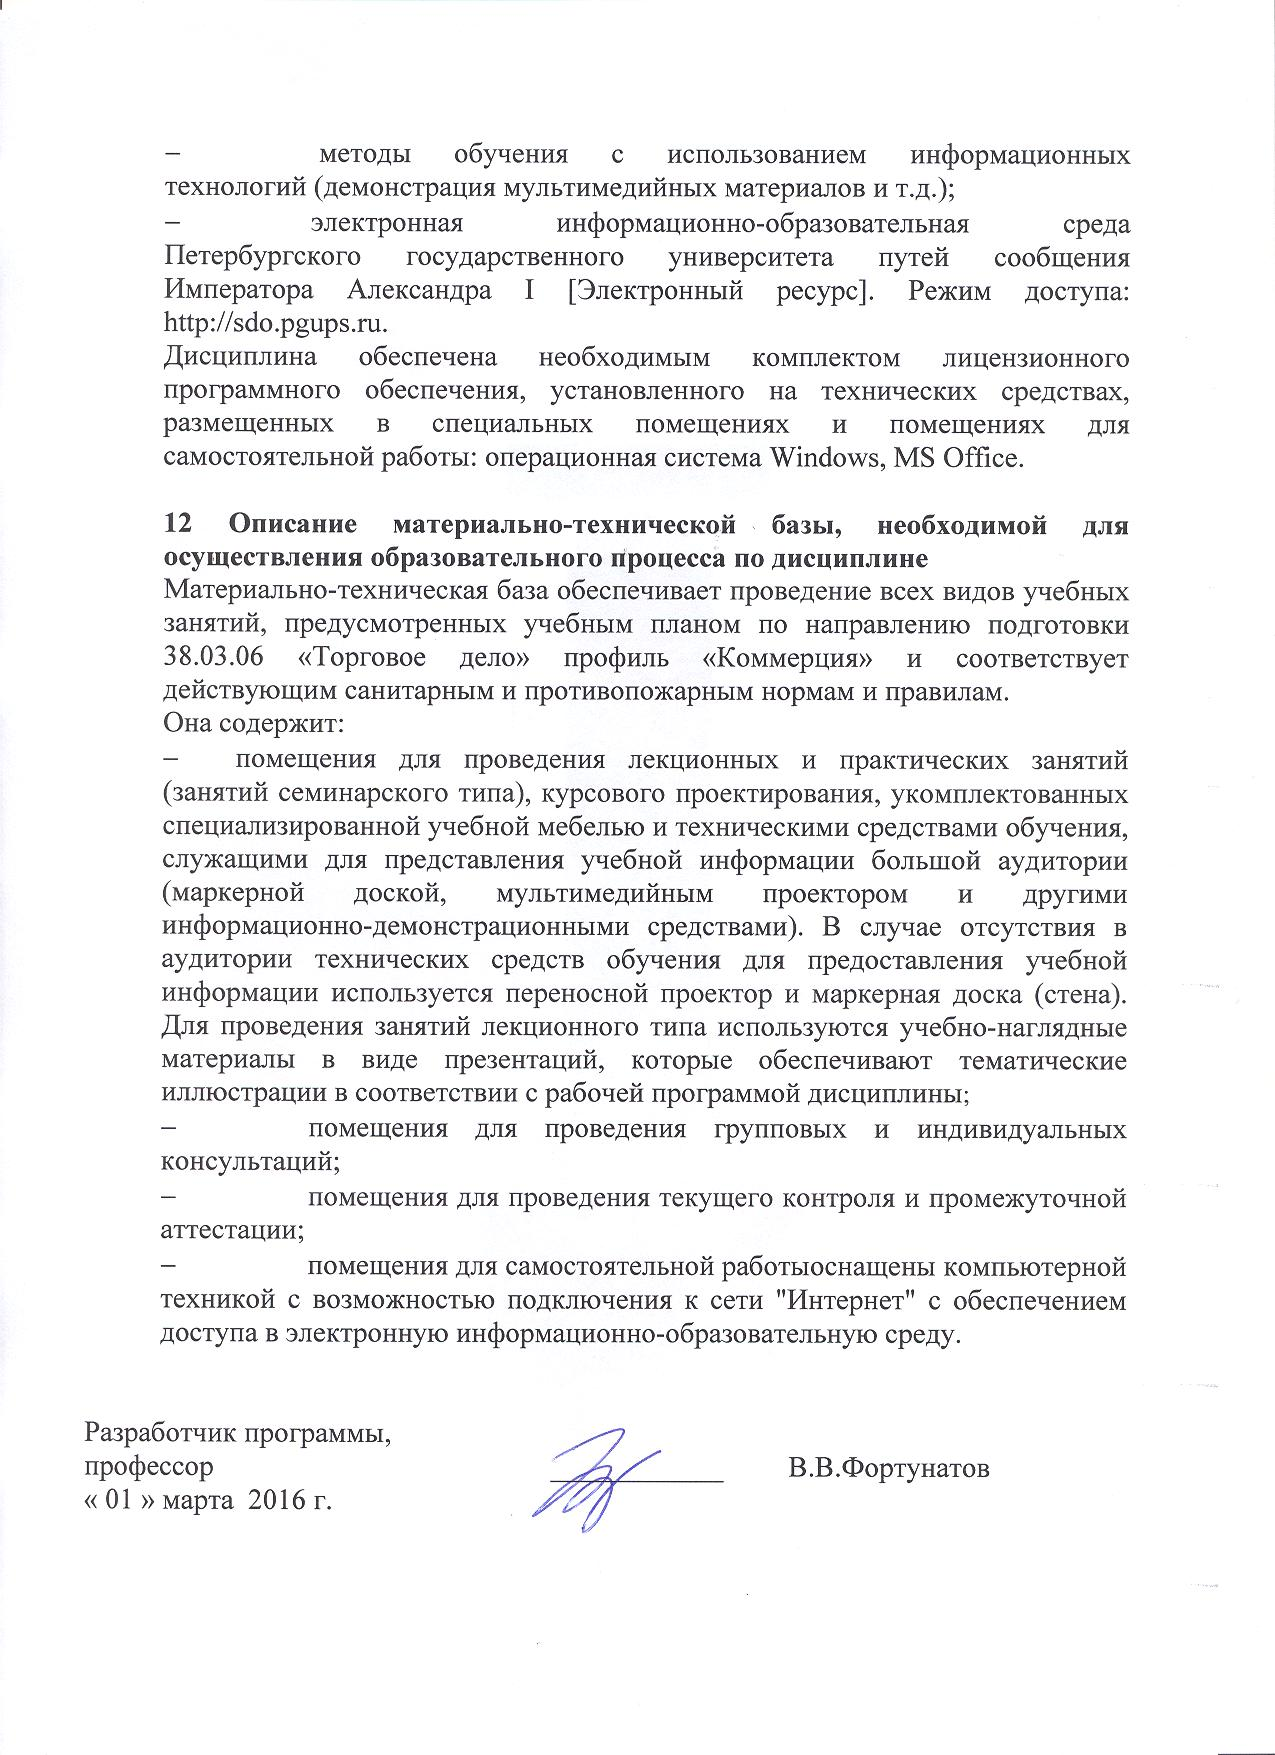 – методы обучения с использованием информационных
технологий (демонстрация мультимедийных материалов и т.д.);
– электронная информационно-образовательная среда
Петербургского государственного университета путей сообщения
Императора Александра I [Электронный ресурс]. Режим доступа:
http://sdo.pgups.ru.
Дисциплина обеспечена необходимым комплектом лицензионного
программного обеспечения, установленного на технических средствах,
размещенных в специальных помещениях и помещениях для
самостоятельной работы: операционная система Windows, MS Office.
12 Описание материально-технической базы, необходимой для
осуществления образовательного процесса по дисциплине
Материально-техническая база обеспечивает проведение всех видов учебных
занятий, предусмотренных учебным планом по направлению подготовки
38.03.06 «Торговое дело» профиль «Коммерция» и соответствует
действующим санитарным и противопожарным нормам и правилам.
Она содержит:
– помещения для проведения лекционных и практических занятий
(занятий семинарского типа), курсового проектирования, укомплектованных
специализированной учебной мебелью и техническими средствами обучения,
служащими для представления учебной информации большой аудитории
(маркерной доской, мультимедийным проектором и другими
информационно-демонстрационными средствами). В случае отсутствия в
аудитории технических средств обучения для предоставления учебной
информации используется переносной проектор и маркерная доска (стена).
Для проведения занятий лекционного типа используются учебно-наглядные
материалы в виде презентаций, которые обеспечивают тематические
иллюстрации в соответствии с рабочей программой дисциплины;
– помещения для проведения групповых и индивидуальных
консультаций;
– помещения для проведения текущего контроля и промежуточной
аттестации;
– помещения для самостоятельной работыоснащены компьютерной
техникой с возможностью подключения к сети "Интернет" с обеспечением
доступа в электронную информационно-образовательную среду.
Разработчик программы,
профессор ____________ В.В.Фортунатов
« 01 » марта 2016 г.